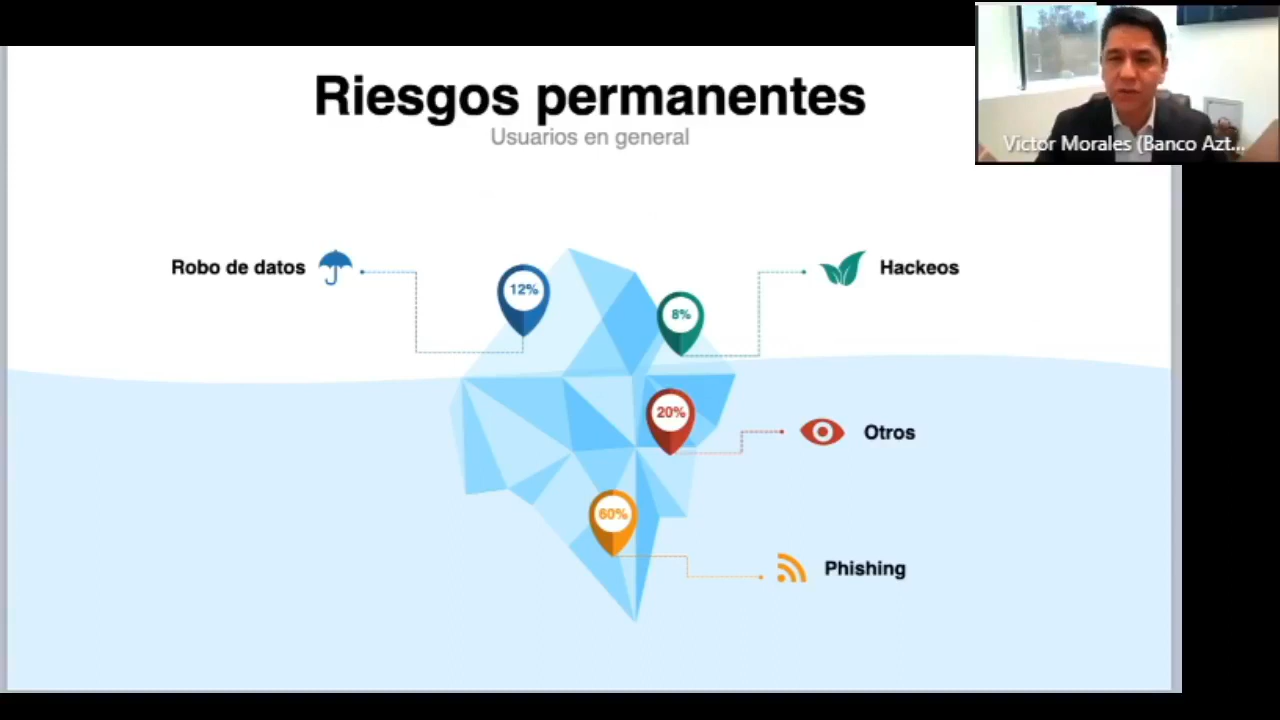 Riesgos permanentes
Usuarios en general
Victor Morales (Banco Azt...
Robo de datos
12%
8%
Hackeos
20%
Otros
60%
Phishing